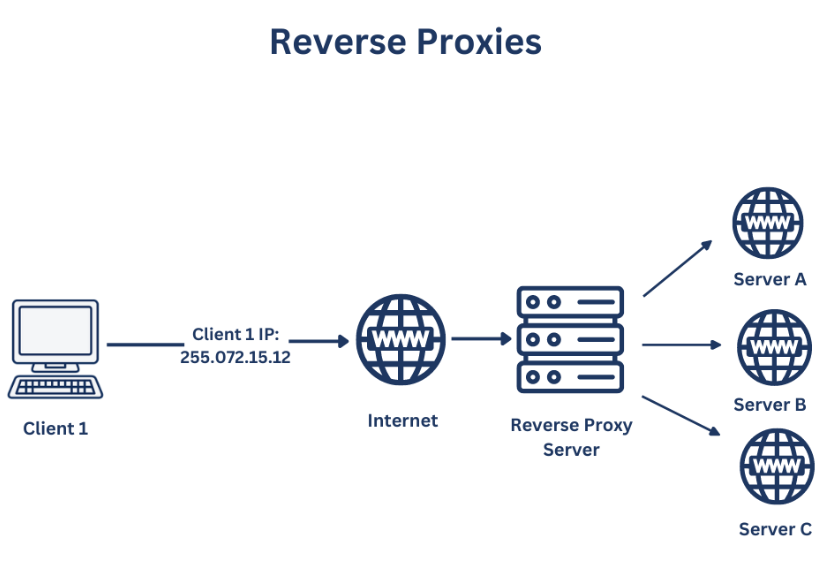 Reverse Proxies
WWW
Server A
Client 1 IP:
255.072.15.12
WWW
WWW
Server B
Client 1
Internet
Reverse Proxy
Server
WWW
Server C